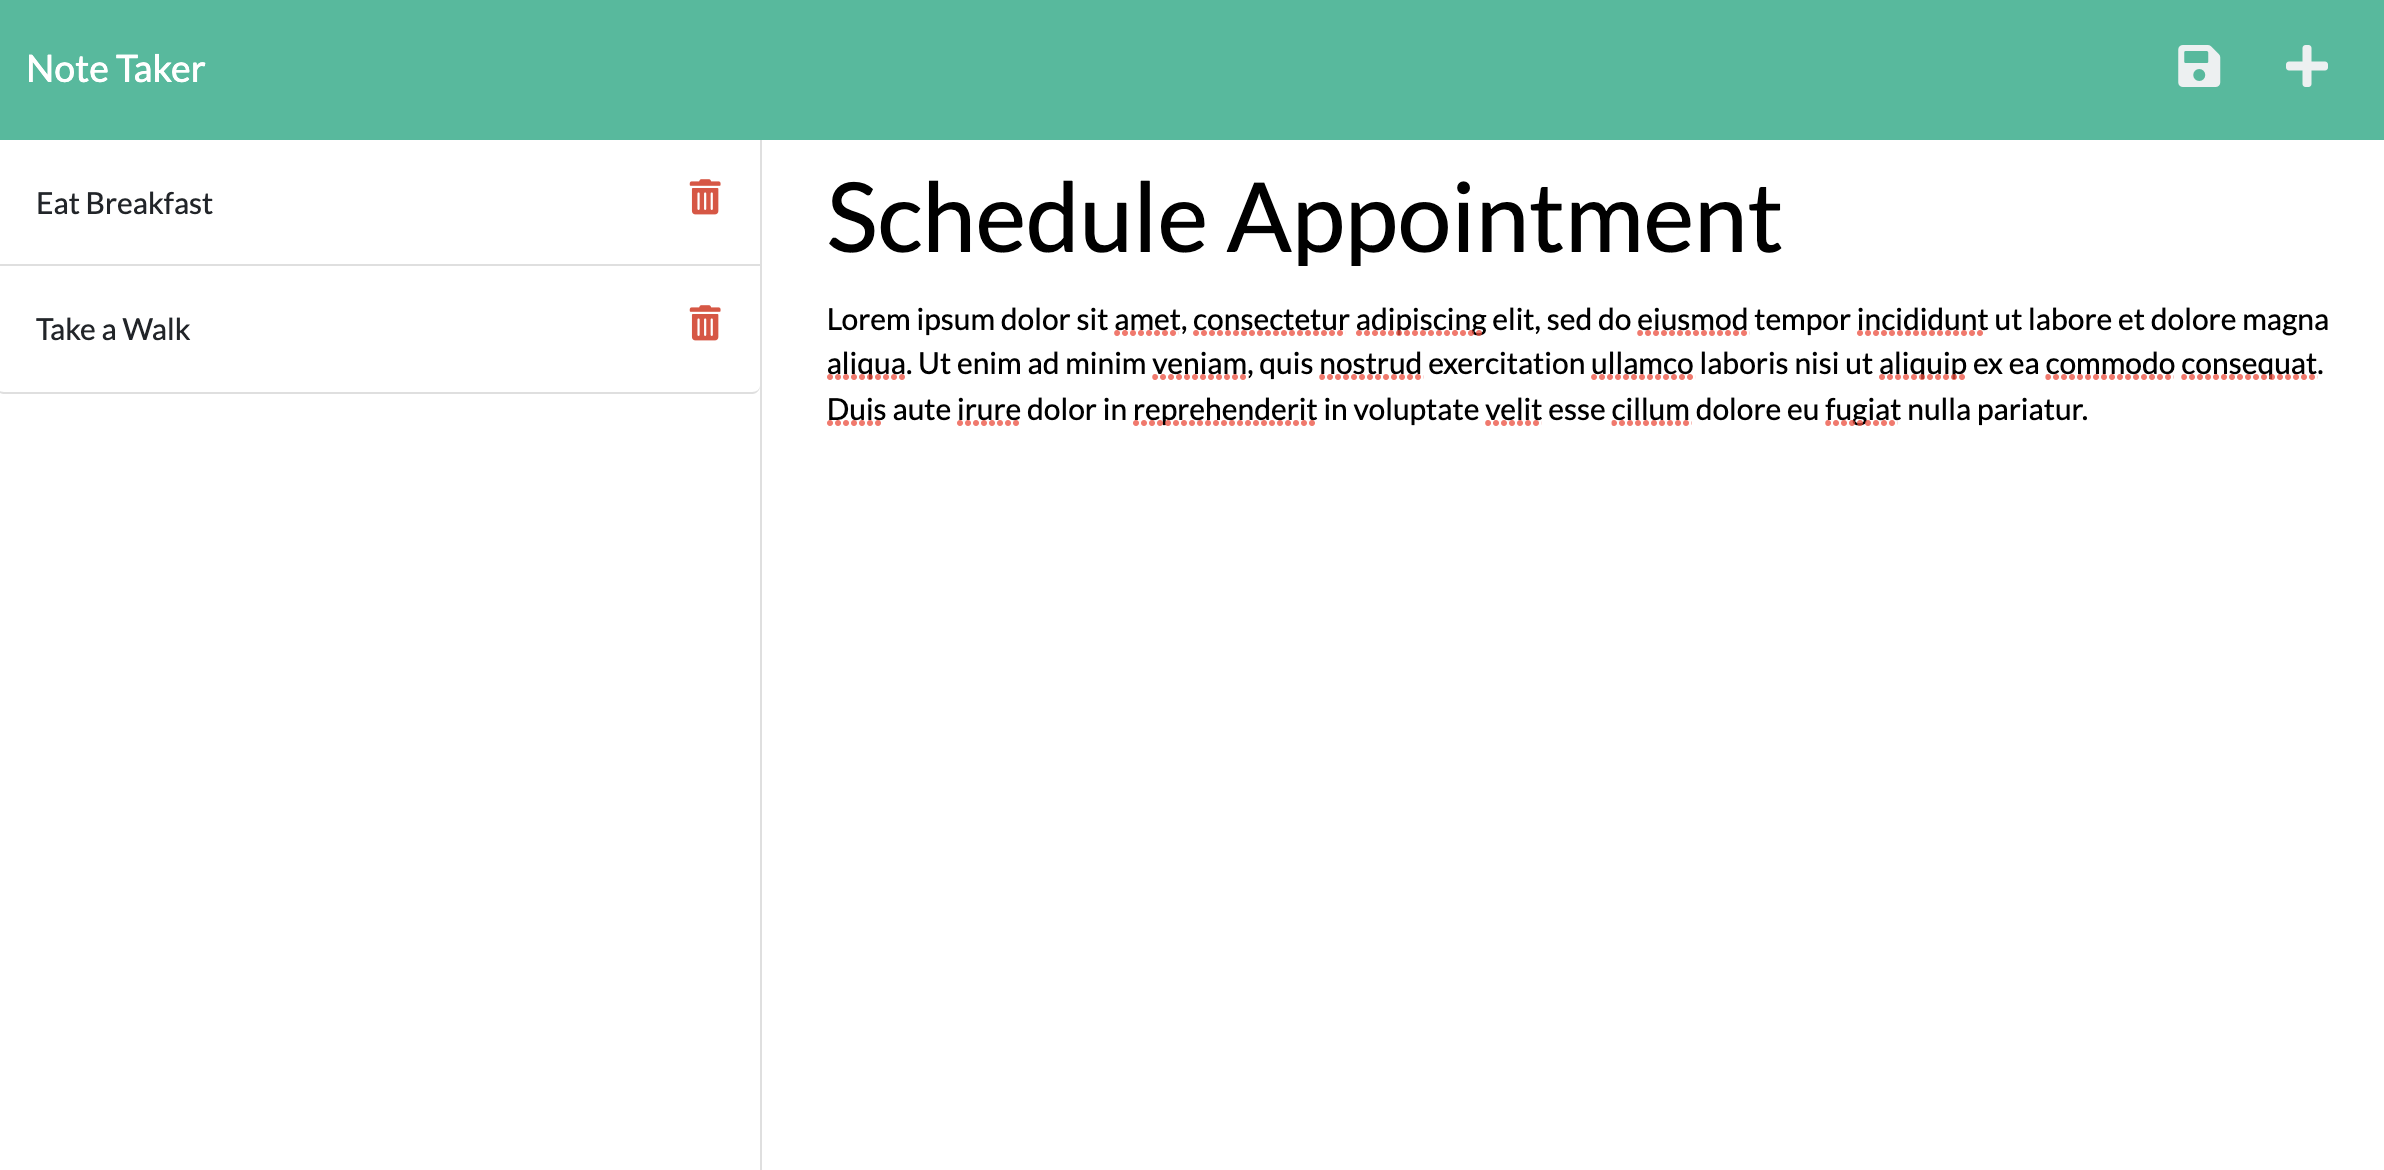 Note Taker
Eat Breakfast
Take a Walk
Schedule Appointment
Lorem ipsum dolor sit amet, consectetur adipiscing elit, sed do eiusmod tempor incididunt ut labore et dolore magna
aliqua. Ut enim ad minim veniam, quis nostrud exercitation ullamco laboris nisi ut aliquip ex ea commodo consequat.
Duis aute irure dolor in reprehenderit in voluptate velit esse cillum dolore eu fugiat nulla pariatur.